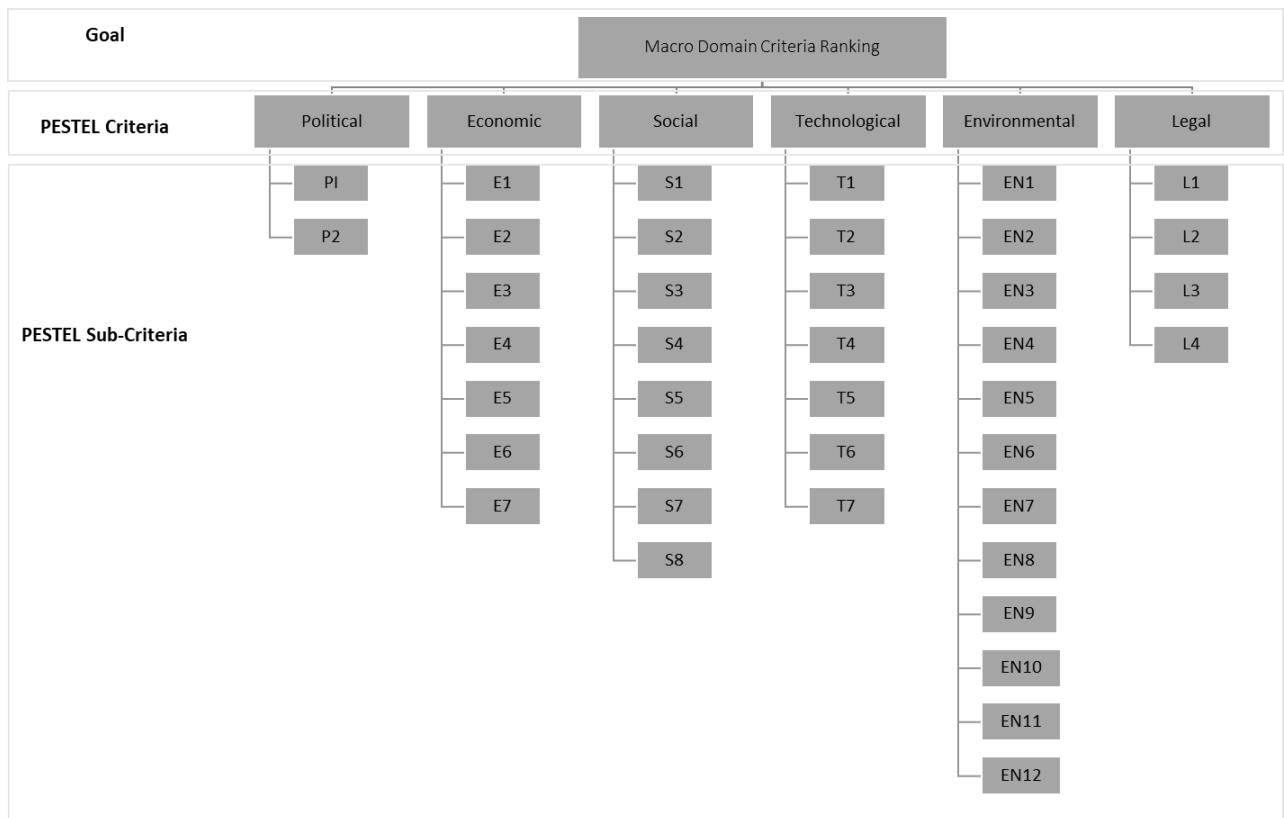 Goal
Macro Domain Criteria Ranking
PESTEL Criteria
Political
Economic
Social
Technological
Environmental
Legal
PESTEL Sub-Criteria
PI
P2
E1
E2
E3
E4
E5
E6
E7
S1
S2
S3
S4
S5
S6
S7
S8
T1
T2
T3
T4
T5
T6
T7
EN1
EN2
EN3
EN4
EN5
EN6
EN7
EN8
EN9
EN10
EN11
EN12
L1
L2
L3
L4